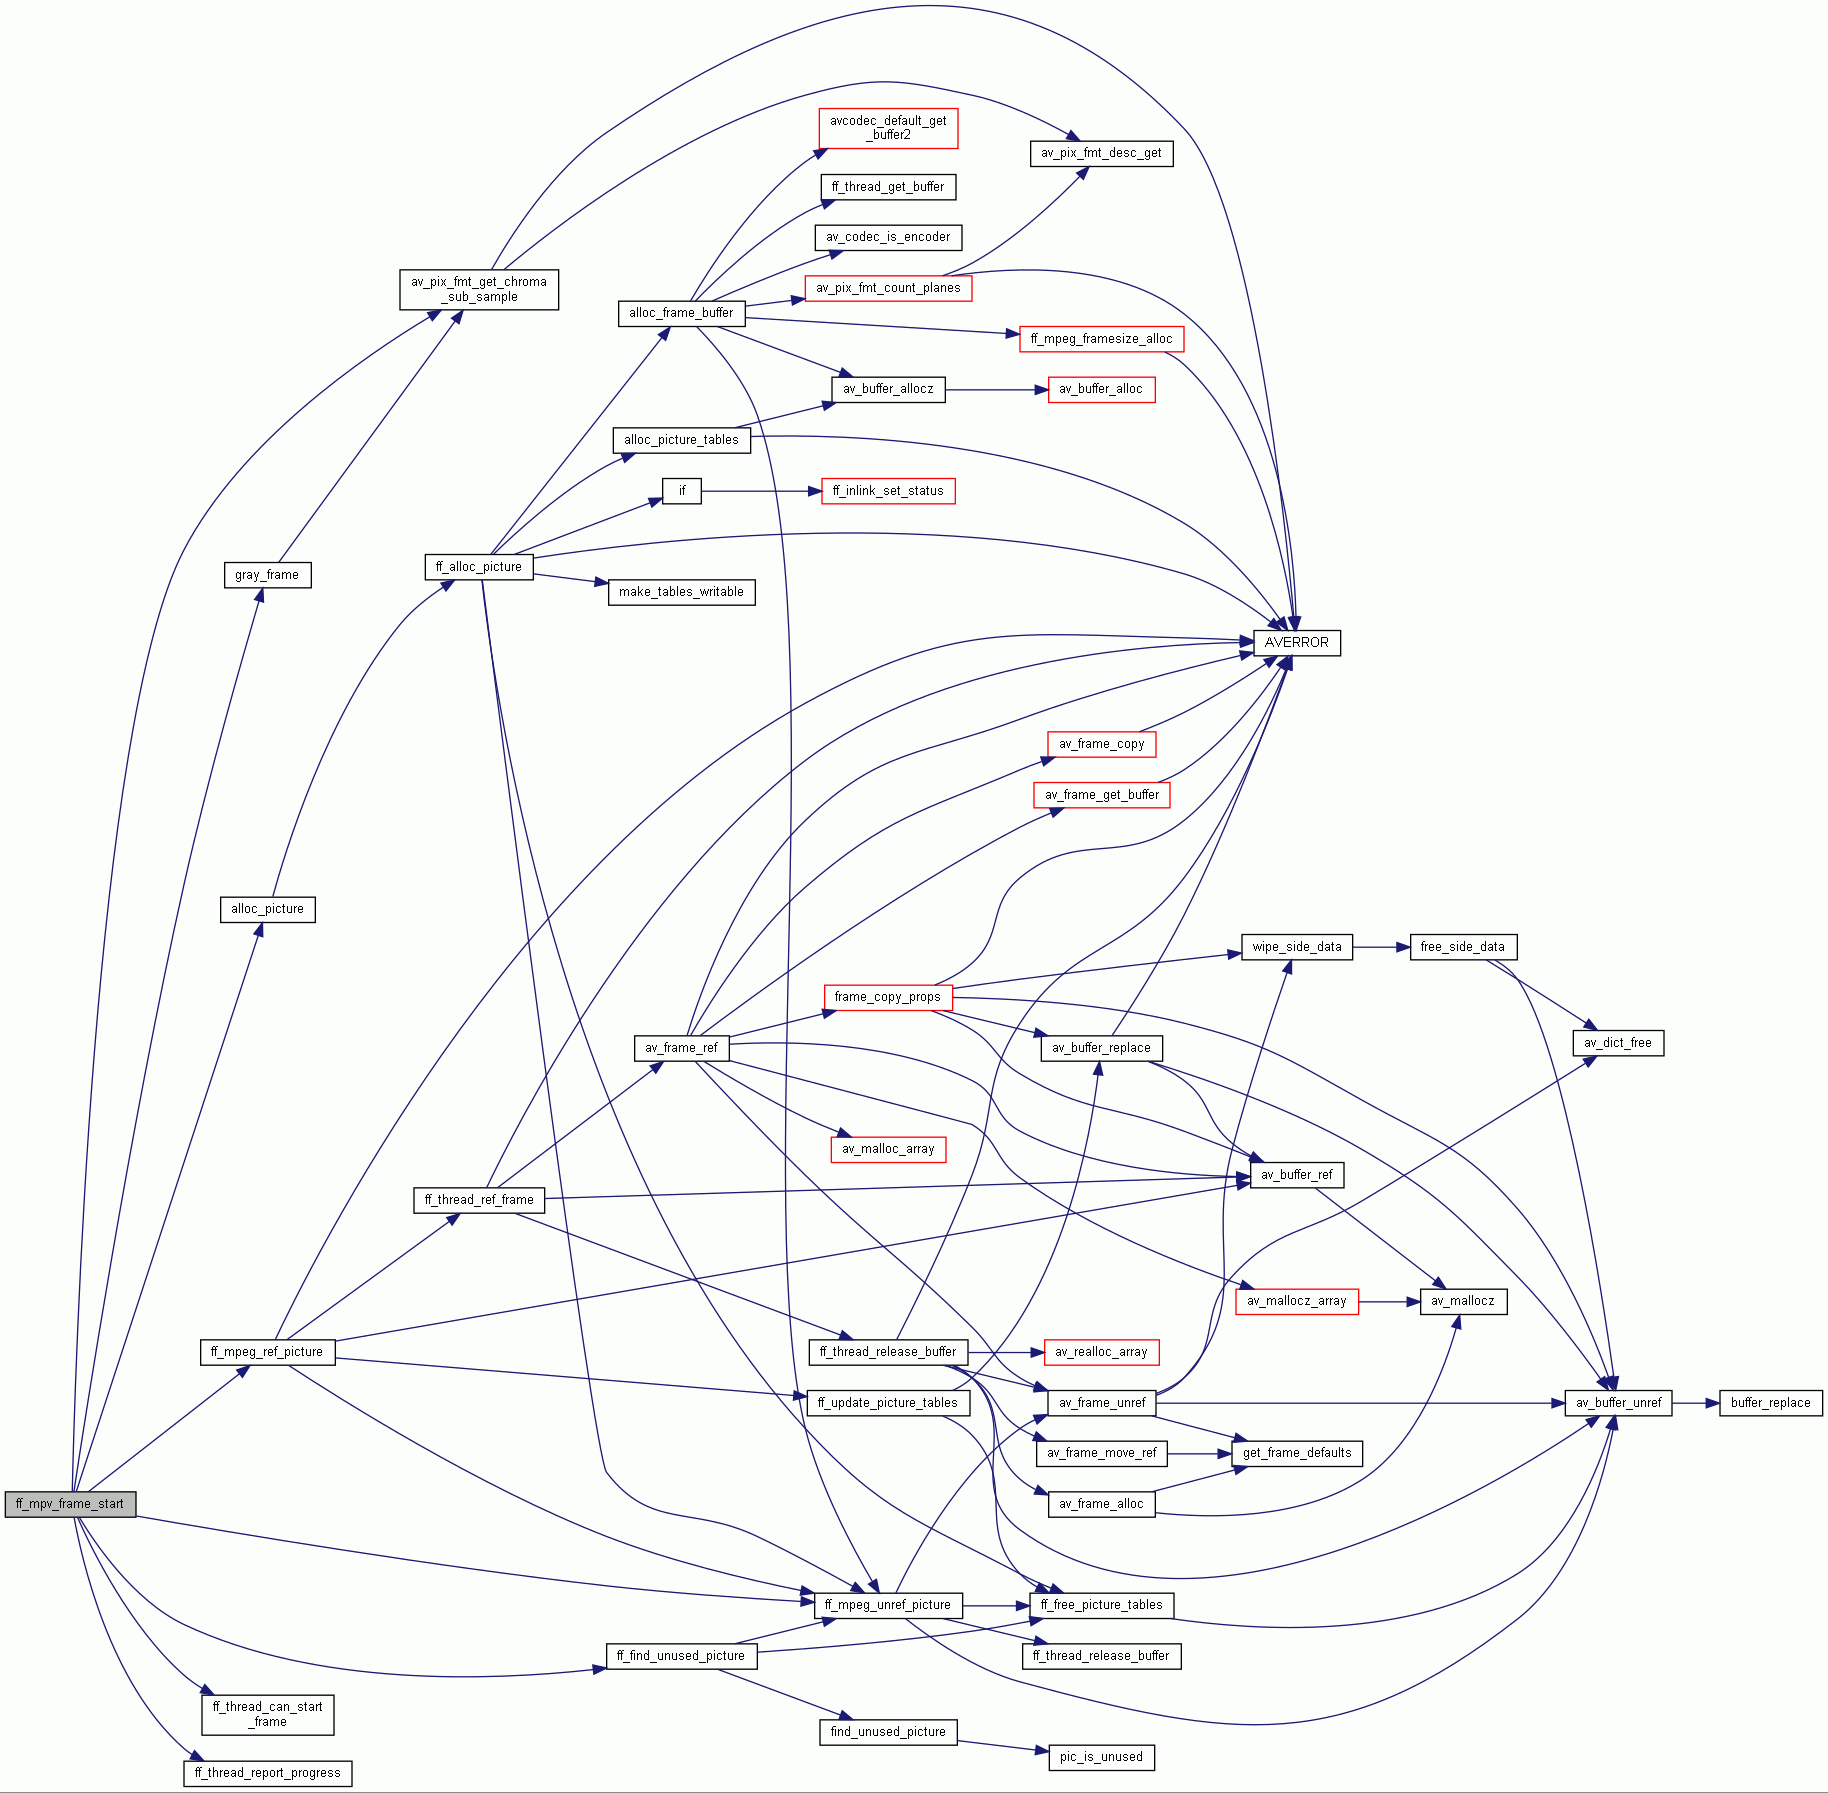 avcodec_default_get
_buffer2
av_pix_fmt_desc_get
ff_thread_get_buffer
av_codec_is_encoder
av_pix_fmt_get_chroma
_sub_sample
av_pix_fmt_count_planes
alloc_frame_buffer
ff_mpeg_framesize_alloc
av_buffer_allocz
av_buffer_alloc
alloc_picture_tables
if
ff_inlink_set_status
ff_alloc_picture
gray_frame
make_tables_writable
AVERROR
av_frame_copy
av_frame_get_buffer
alloc_picture
wipe_side_data
free_side_data
frame_copy_props
av_frame_ref
av_buffer_replace
av_dict_free
av_malloc_array
av_buffer_ref
ff_thread_ref_frame
av_mallocz_array
av_mallocz
ff_mpeg_ref_picture
ff_thread_release_buffer
av_realloc_array
ff_update_picture_tables
av_frame_unref
av_buffer_unref
buffer_replace
av_frame_move_ref
get_frame_defaults
ff_mpv_frame_start
av_frame_alloc
ff_mpeg_unref_picture
ff_free_picture_tables
ff_find_unused_picture
ff_thread_release_buffer
ff_thread_can_start
_frame
find_unused_picture
pic_is_unused
ff_thread_report_progress